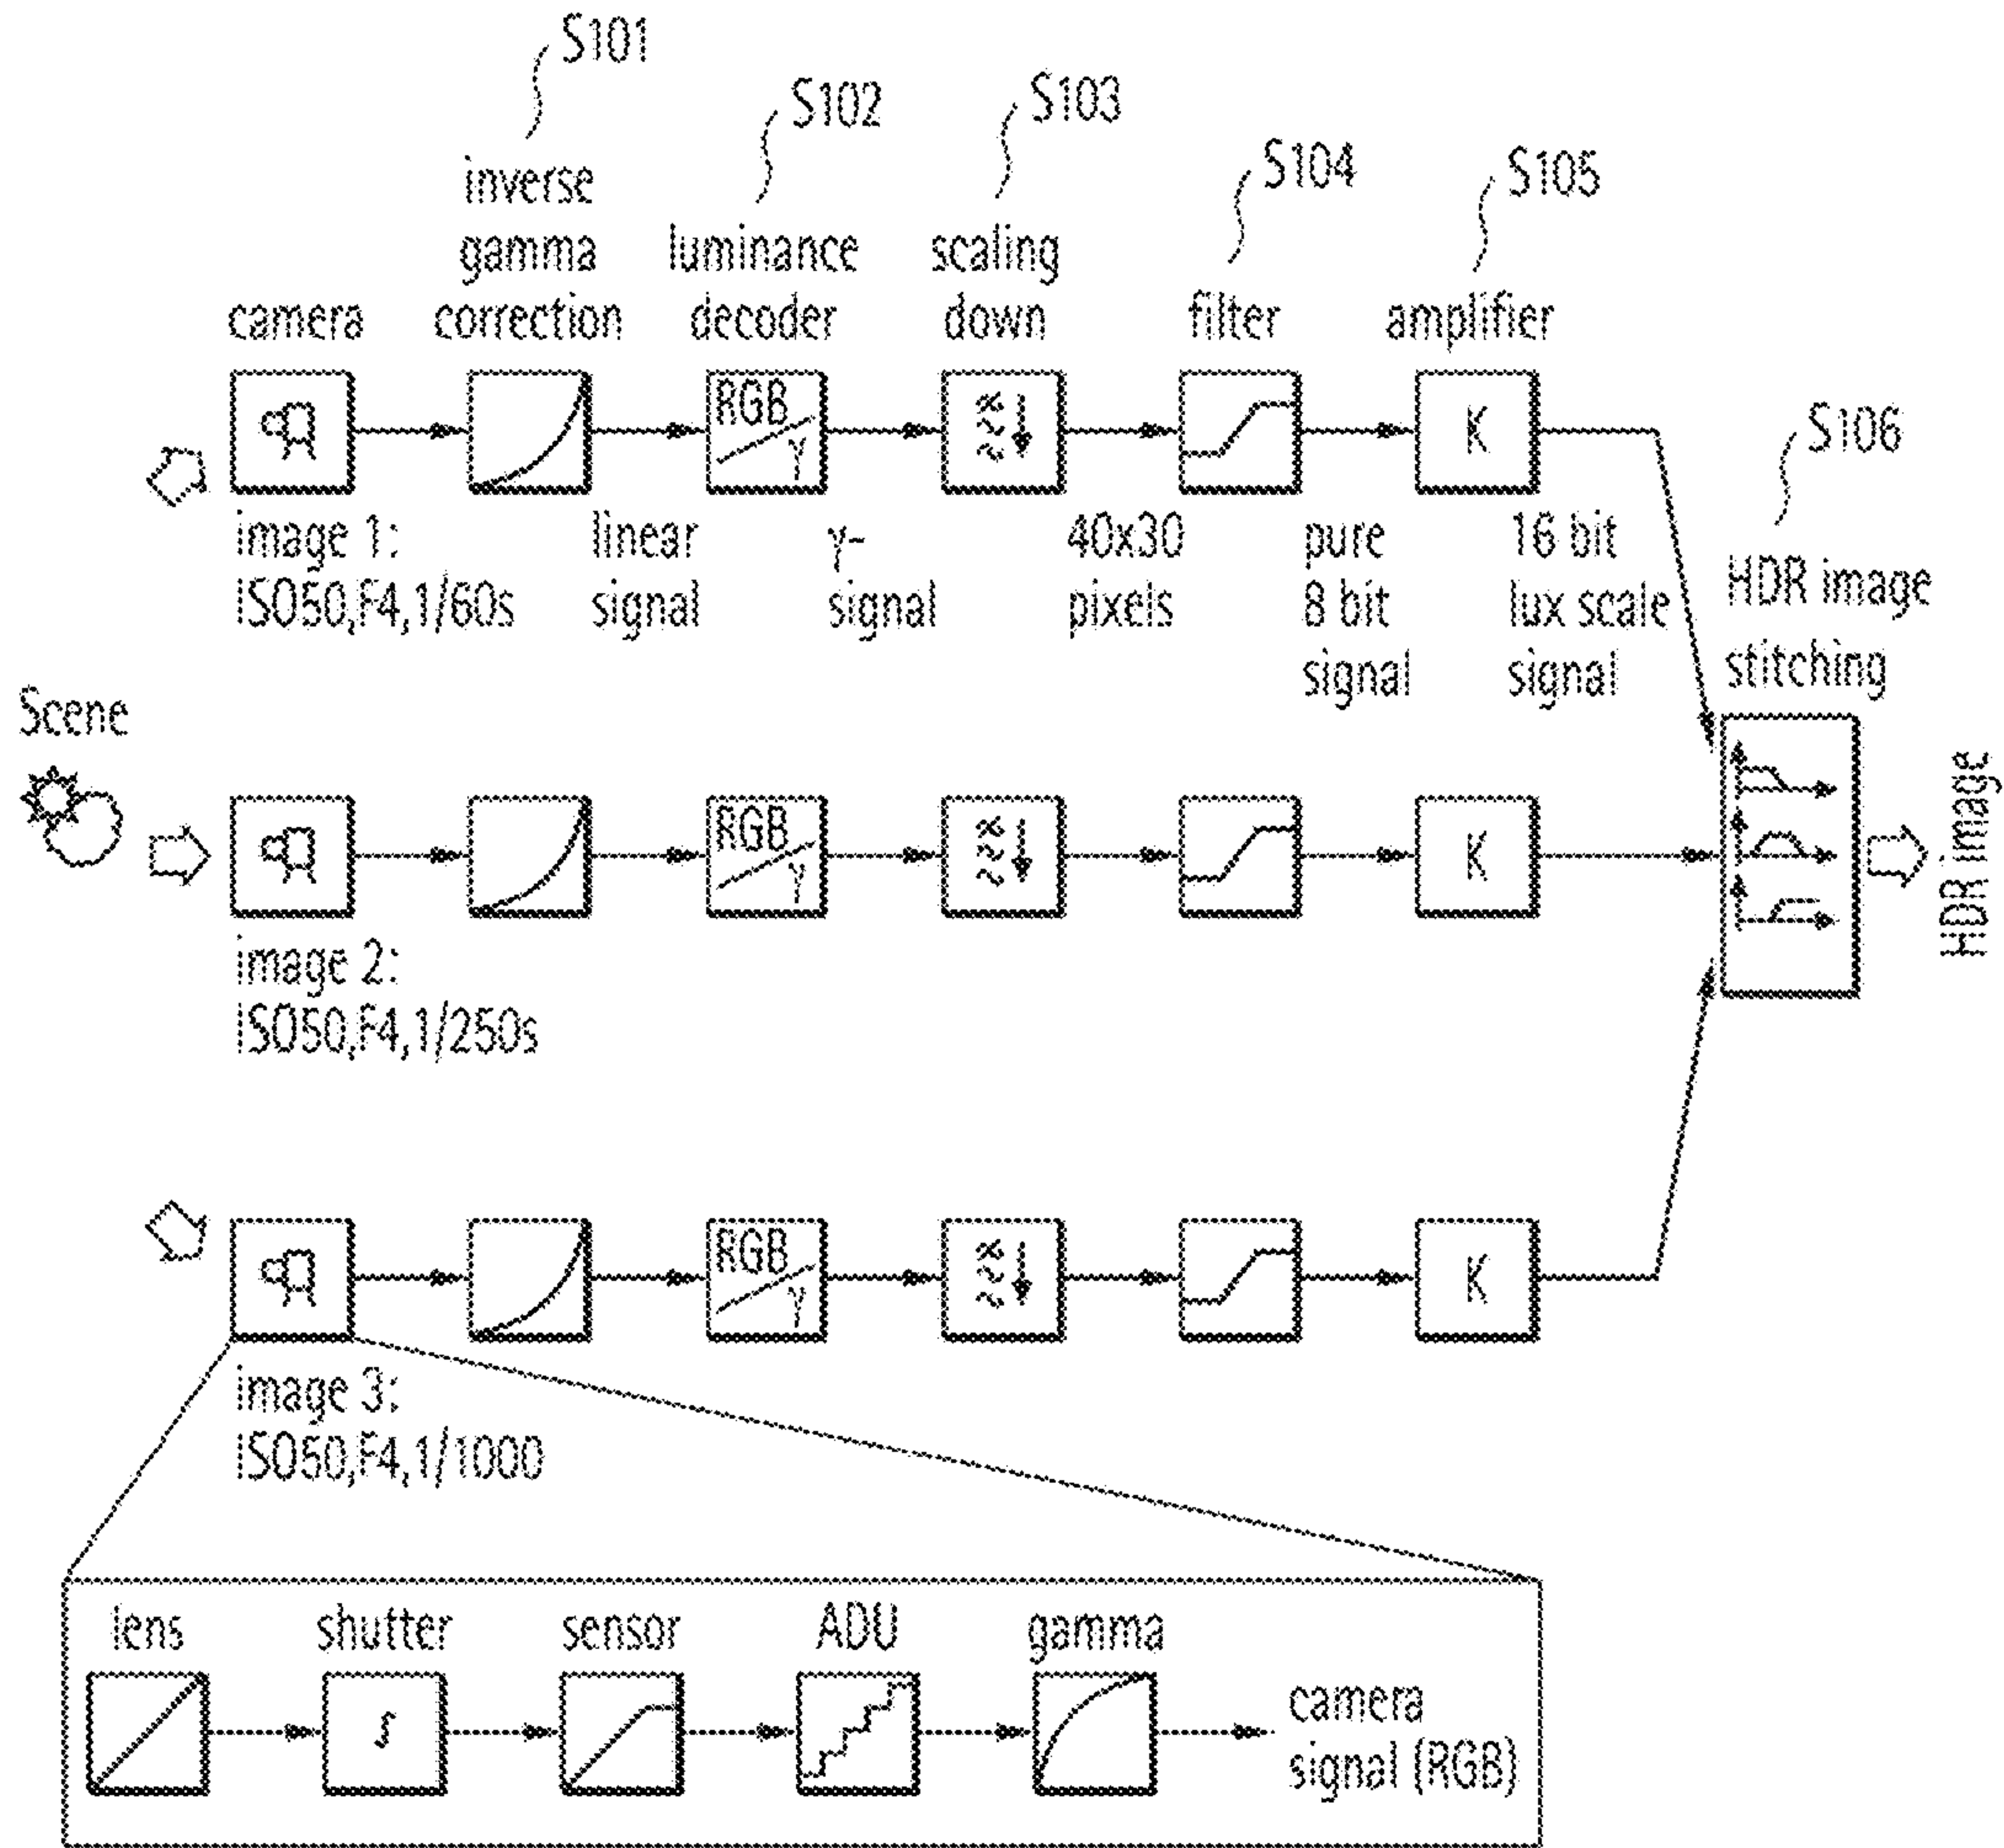 S101
S102
S103
S104
S105
inverse
gamma
correction
luminance
decoder
scaling
down
camera
filter
amplifier
RGB
γ
K
S106
image 1:
ISO50,F4,1/60s
linear
signal
γ-
signal
40x30
pixels
pure
8 bit
signal
16 bit
lux scale
signal
HDR image
stitching
Scene
RGB
γ
K
HDR image
image 2:
ISO50,F4,1/250s
RGB
γ
K
image 3:
ISO50,F4,1/1000
lens
shutter
sensor
ADU
gamma
camera
signal (RGB)